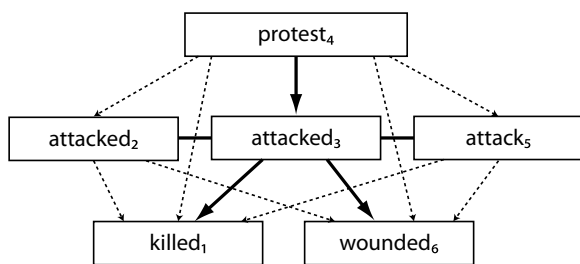 protest₄
attacked₂ attacked₃ attack₅
killed₁ wounded₆